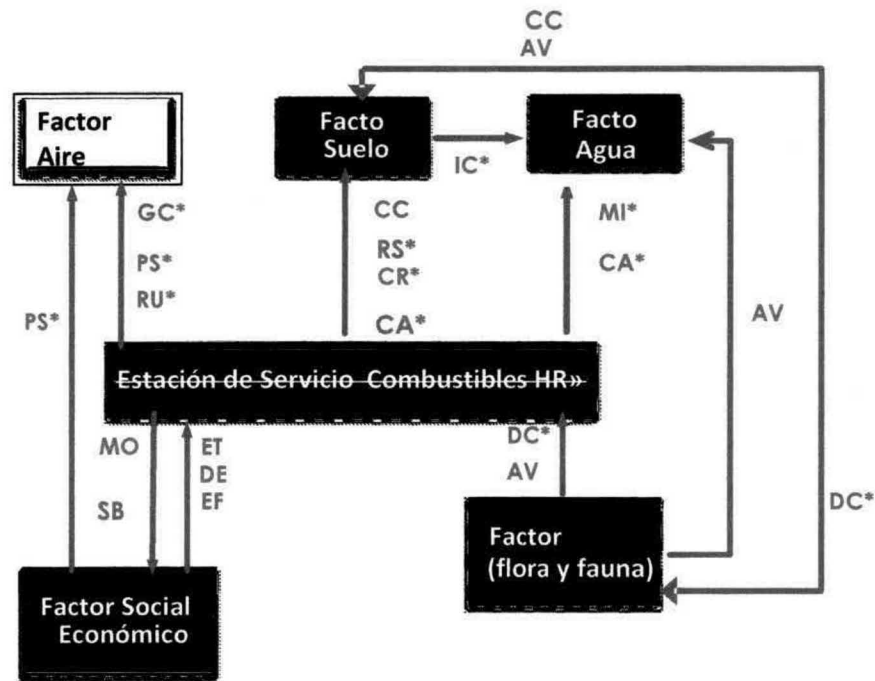 CC
AV
Factor
Aire
Facto
Suelo
Facto
Agua
IC*
GC*
PS*
RU*
CC
RS*
CR*
CA*
MI*
CA*
PS*
AV
Estación de Servicio Combustibles HR»
MO
SB
ET
DE
EF
DC*
AV
DC*
Factor
(flora y fauna)
Factor Social
Económico